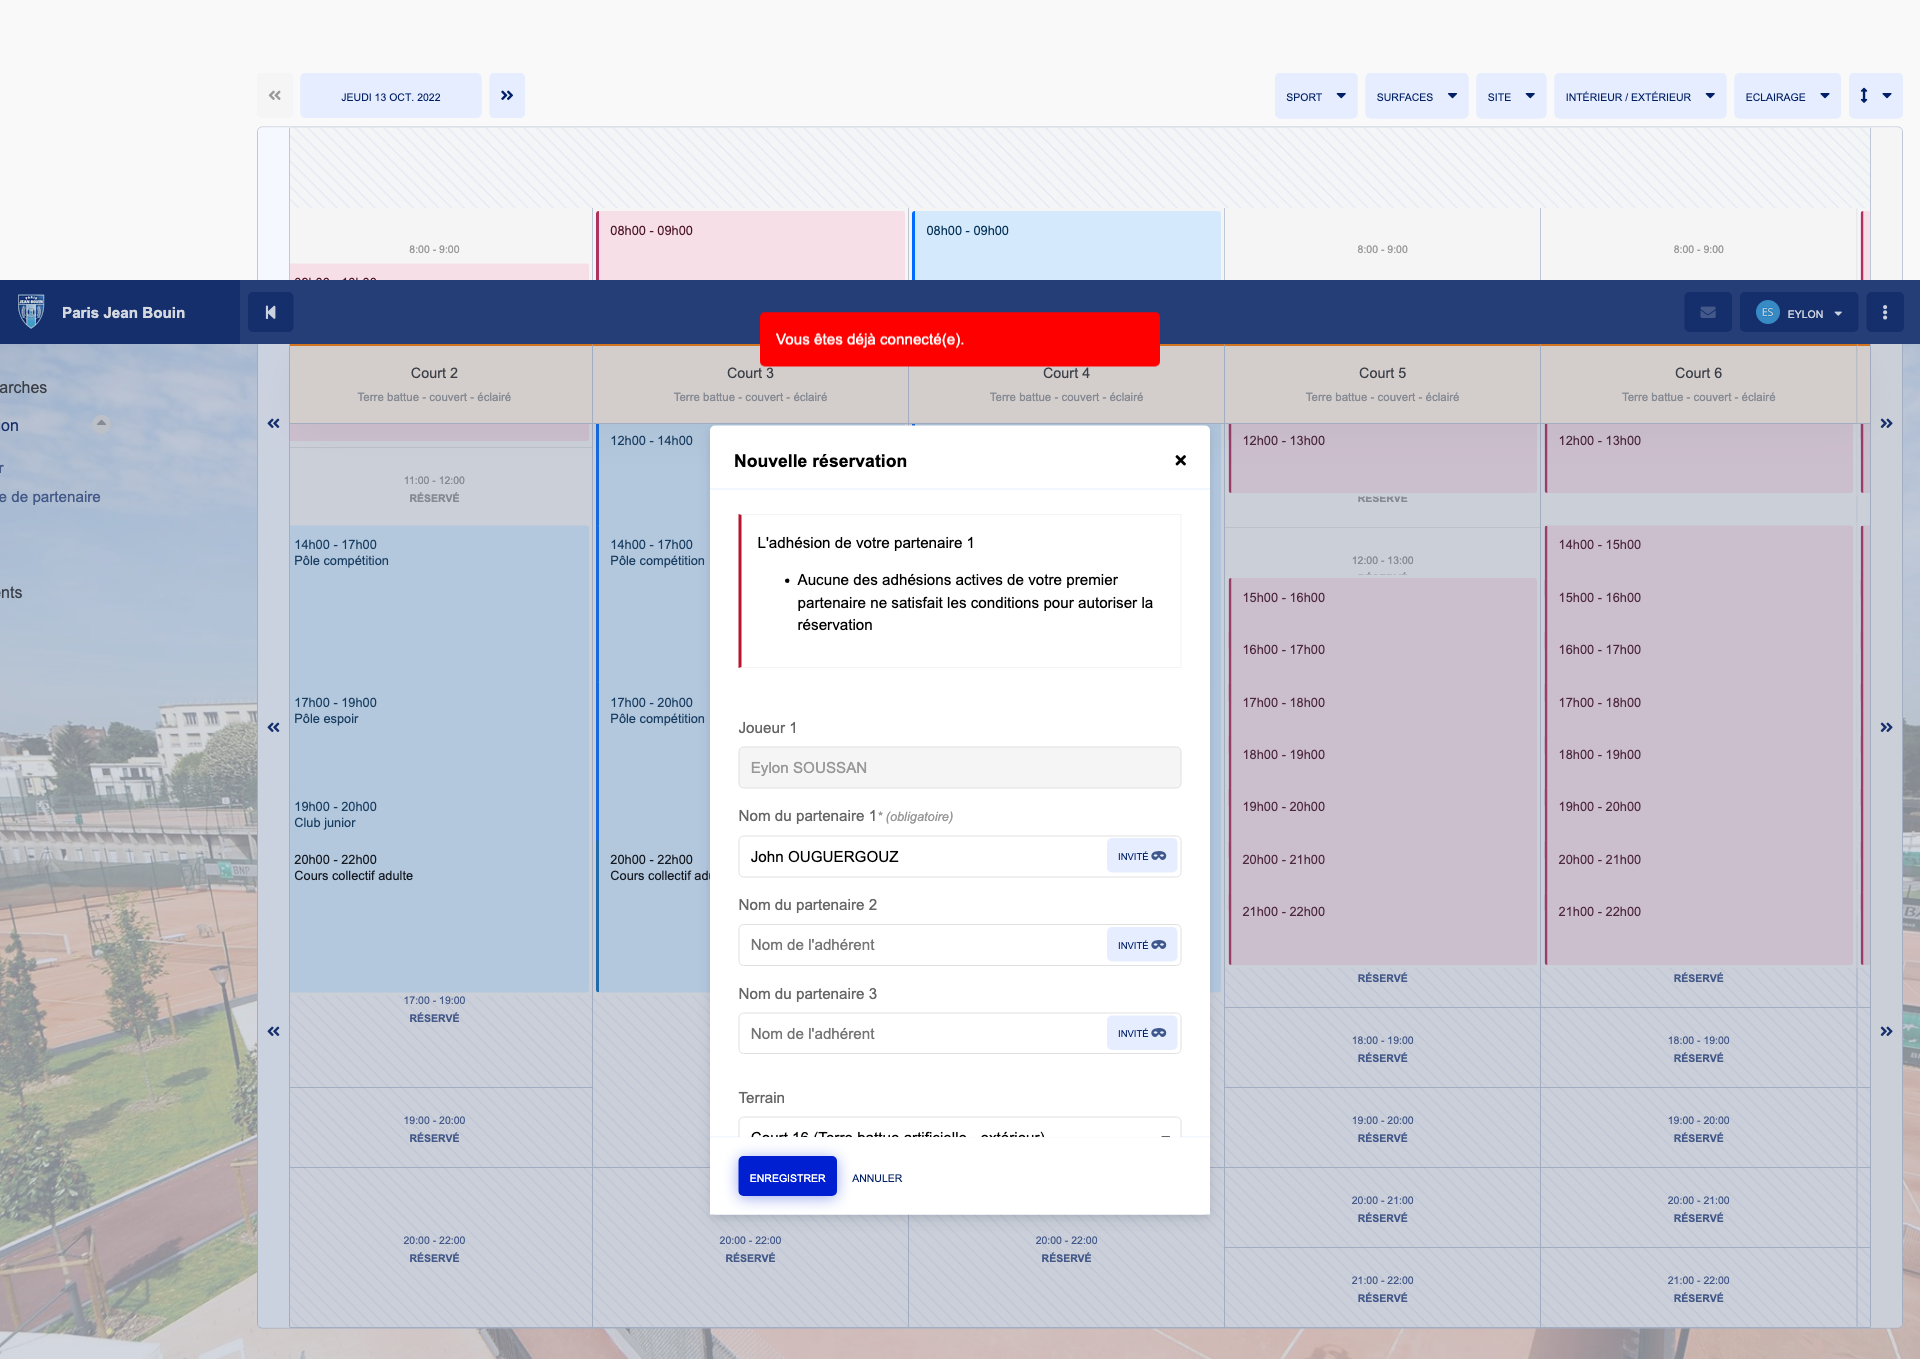 JEUDI 13 OCT. 2022
SPORT
SURFACES
SITE
INTÉRIEUR / EXTÉRIEUR
ECLAIRAGE
8:00 - 9:00
08h00 - 09h00
08h00 - 09h00
8:00 - 9:00
8:00 - 9:00
Paris Jean Bouin
ES
EYLON
Vous êtes déjà connecté(e).
arches
on
r
e de partenaire
nts
Court 2
Terre battue - couvert - éclairé
Court 3
Terre battue - couvert - éclairé
Court 4
Terre battue - couvert - éclairé
Court 5
Terre battue - couvert - éclairé
Court 6
Terre battue - couvert - éclairé
11:00 - 12:00
RÉSERVÉ
14h00 - 17h00
Pôle compétition
17h00 - 19h00
Pôle espoir
19h00 - 20h00
Club junior
20h00 - 22h00
Cours collectif adulte
17:00 - 19:00
RÉSERVÉ
19:00 - 20:00
RÉSERVÉ
20:00 - 22:00
RÉSERVÉ
12h00 - 14h00
14h00 - 17h00
Pôle compétition
17h00 - 20h00
Pôle compétition
20h00 - 22h00
Cours collectif adu
20:00 - 22:00
RÉSERVÉ
20:00 - 22:00
RÉSERVÉ
Nouvelle réservation
L'adhésion de votre partenaire 1
• Aucune des adhésions actives de votre premier
partenaire ne satisfait les conditions pour autoriser la
réservation
Joueur 1
Eylon SOUSSAN
Nom du partenaire 1* (obligatoire)
John OUGUERGOUZ
INVITÉ
Nom du partenaire 2
Nom de l'adhérent
INVITÉ
Nom du partenaire 3
Nom de l'adhérent
INVITÉ
Terrain
Court 16 (Terre battue artificielle - extérieur)
ENREGISTRER
ANNULER
12h00 - 13h00
RÉSERVÉ
12:00 - 13:00
15h00 - 16h00
16h00 - 17h00
17h00 - 18h00
18h00 - 19h00
19h00 - 20h00
20h00 - 21h00
21h00 - 22h00
RÉSERVÉ
18:00 - 19:00
RÉSERVÉ
19:00 - 20:00
RÉSERVÉ
20:00 - 21:00
RÉSERVÉ
21:00 - 22:00
RÉSERVÉ
12h00 - 13h00
14h00 - 15h00
15h00 - 16h00
16h00 - 17h00
17h00 - 18h00
18h00 - 19h00
19h00 - 20h00
20h00 - 21h00
21h00 - 22h00
RÉSERVÉ
18:00 - 19:00
RÉSERVÉ
19:00 - 20:00
RÉSERVÉ
20:00 - 21:00
RÉSERVÉ
21:00 - 22:00
RÉSERVÉ